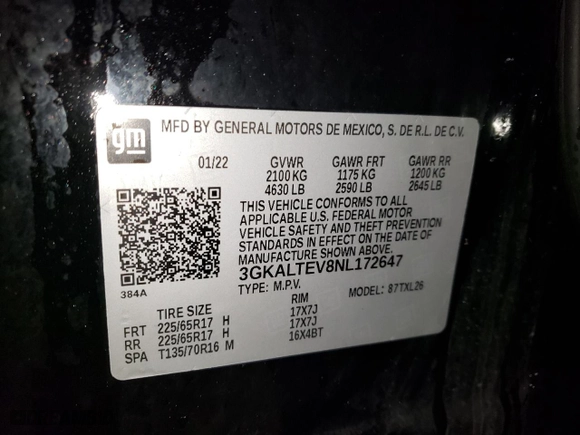 gm
MFD BY GENERAL MOTORS DE MEXICO, S. DE R.L. DE C.V.
01/22 GVWR GAWR FRT GAWR RR
2100 KG 1175 KG 1200 KG
4630 LB 2590 LB 2645 LB
THIS VEHICLE CONFORMS TO ALL
APPLICABLE U.S. FEDERAL MOTOR
VEHICLE SAFETY AND THEFT PREVENTION
STANDARDS IN EFFECT ON THE DATE OF
MANUFACTURE SHOWN ABOVE.
3GKALTEV8NL172647
384A
TYPE: M.P.V. MODEL: 87TXL26
TIRE SIZE RIM
FRT 225/65R17 H 17X7J
RR 225/65R17 H 17X7J
SPA T135/70R16 M 16X4BT